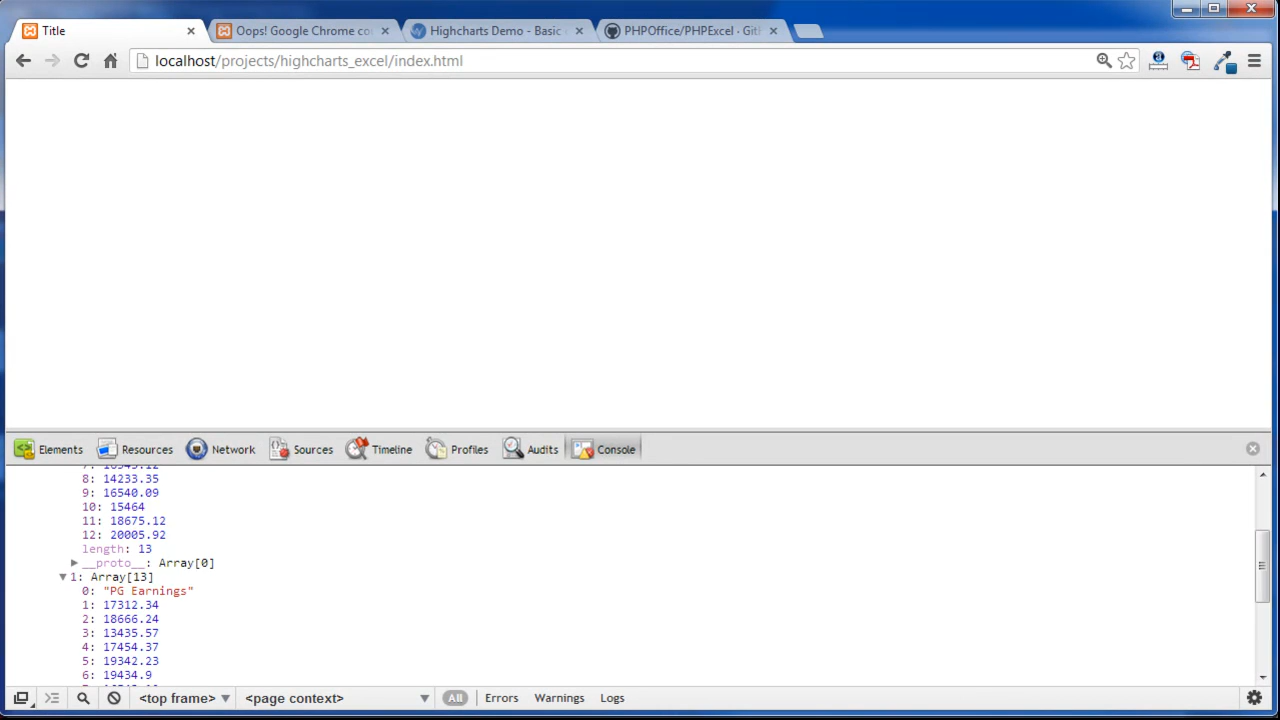 Title
Oops! Google Chrome co
Highcharts Demo - Basic
PHPOffice/PHPExcel · Git
localhost/projects/highcharts_excel/index.html
Elements
Resources
Network
Sources
Timeline
Profiles
Audits
Console
8: 14233.35
9: 16540.09
10: 15464
11: 18675.12
12: 20005.92
length: 13
__proto__: Array[0]
1: Array[13]
0: "PG Earnings"
1: 17312.34
2: 18666.24
3: 13435.57
4: 17454.37
5: 19342.23
6: 19434.9
<top frame>
<page context>
All
Errors
Warnings
Logs